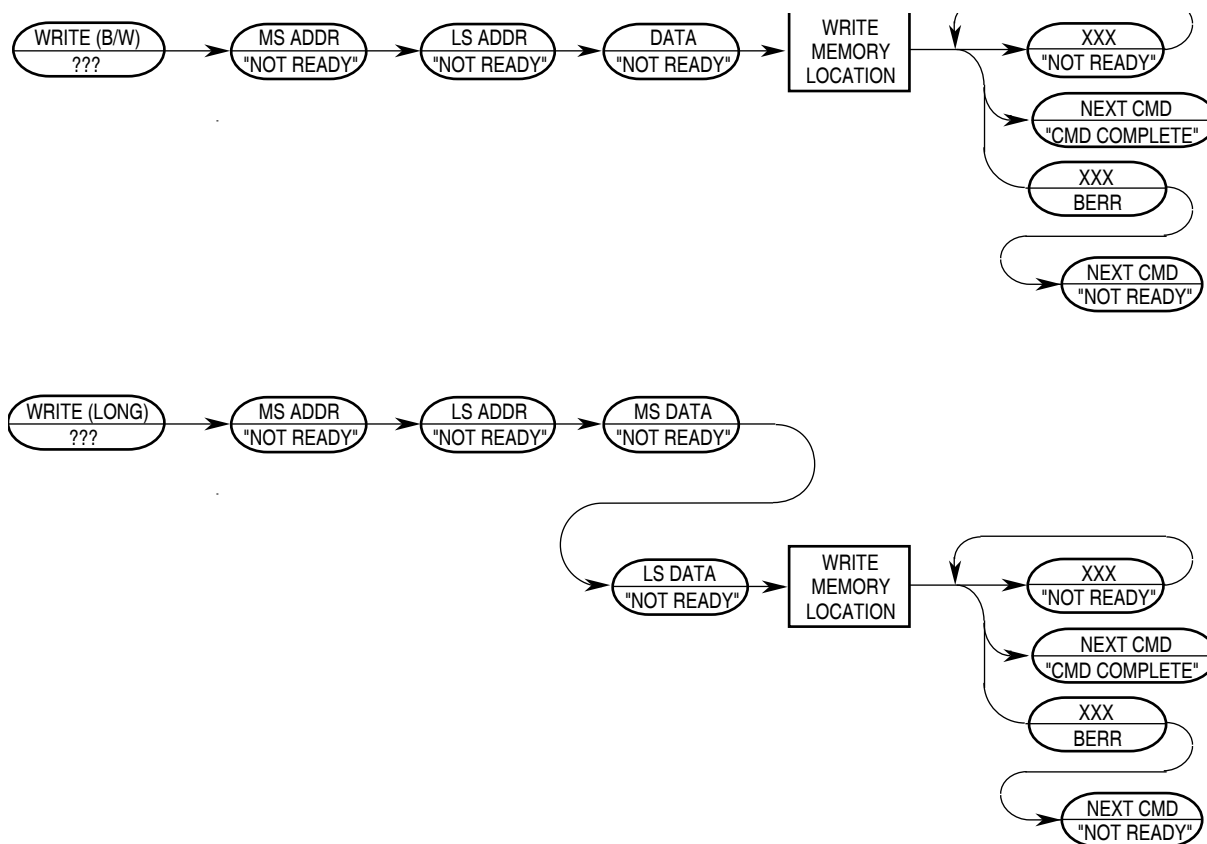 WRITE (B/W)
???
MS ADDR
"NOT READY"
LS ADDR
"NOT READY"
DATA
"NOT READY"
WRITE
MEMORY
LOCATION
XXX
"NOT READY"
NEXT CMD
"CMD COMPLETE"
XXX
BERR
NEXT CMD
"NOT READY"
WRITE (LONG)
???
MS ADDR
"NOT READY"
LS ADDR
"NOT READY"
MS DATA
"NOT READY"
LS DATA
"NOT READY"
WRITE
MEMORY
LOCATION
XXX
"NOT READY"
NEXT CMD
"CMD COMPLETE"
XXX
BERR
NEXT CMD
"NOT READY"